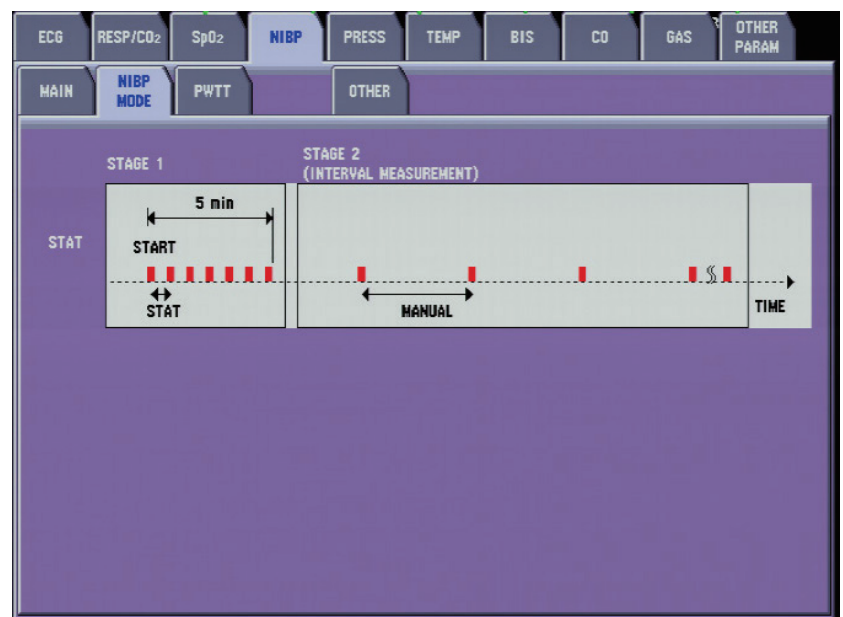 ECG RESP/CO2 SpO2 NIBP PRESS TEMP BIS CO GAS OTHER PARAM
MAIN NIBP MODE PWTT OTHER
STAGE 1
STAGE 2
(INTERVAL MEASUREMENT)
5 min
STAT
START
STAT
MANUAL
TIME